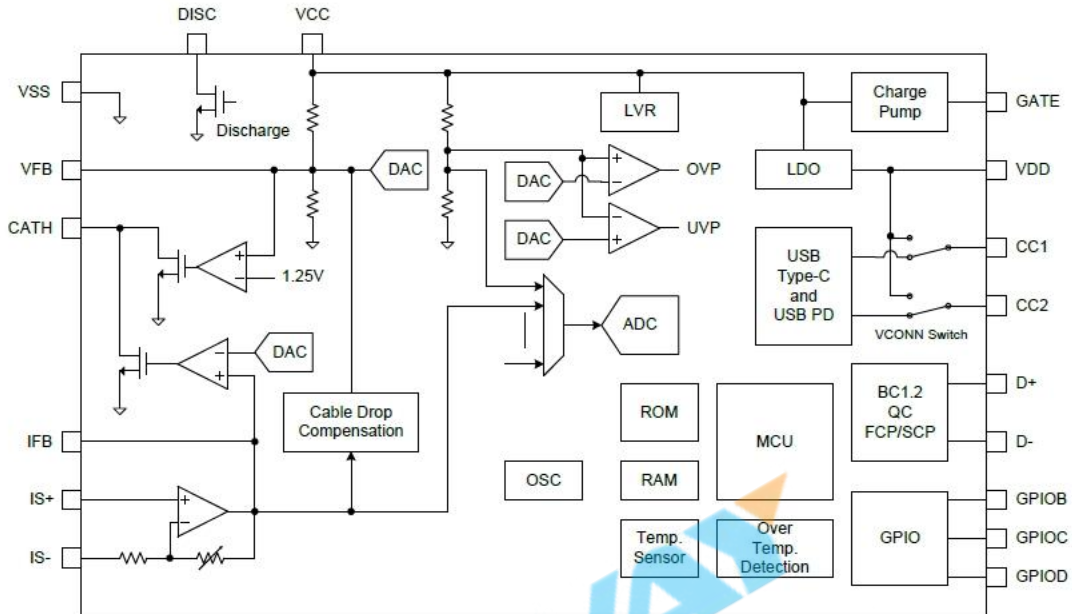 DISC
VCC
VSS
Discharge
LVR
Charge
Pump
GATE
VFB
DAC
DAC
OVP
LDO
VDD
CATH
1.25V
DAC
UVP
USB
Type-C
and
USB PD
CC1
CC2
VCONN Switch
ADC
DAC
Cable Drop
Compensation
ROM
MCU
BC1.2
QC
FCP/SCP
D+
D-
IFB
OSC
RAM
IS+
IS-
Temp.
Sensor
Over
Temp.
Detection
GPIO
GPIOB
GPIOC
GPIOD